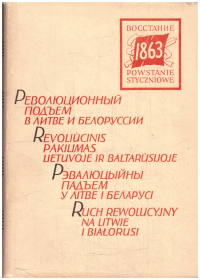 ВОССТАНИЕ
1863
POWSTANIE
STYCZNIOWE
РЕВОЛЮЦИОННЫЙ
ПОДЪЕМ
В ЛИТВЕ И БЕЛОРУССИИ
REVOLIUCINIS
PAKILIMAS
LIETUVOJE IR BALTARUSIJOJE
РЭВАЛЮЦЫЙНЫ
ПАДЪЕМ
У ЛІТВЕ І БЕЛАРУСІ
RUCH REWOLUCYJNY
NA LITWIE
I BIAŁORUSI